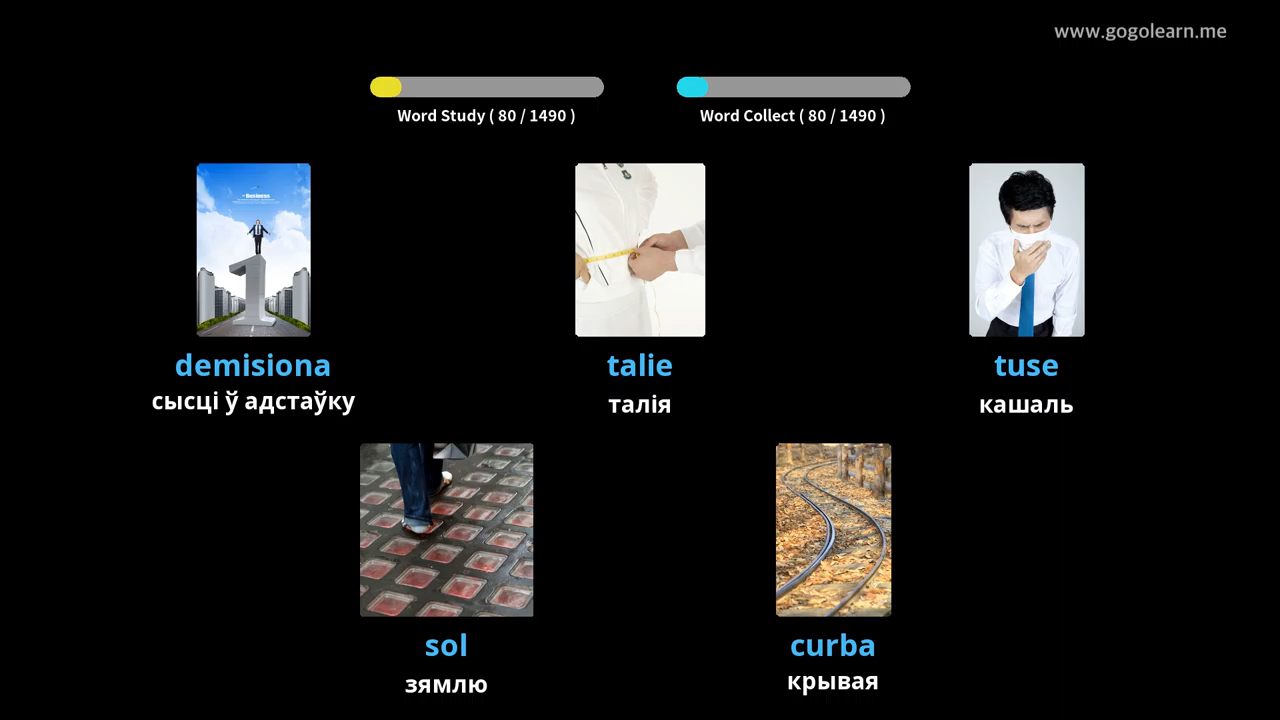 www.gogolearn.me
Word Study ( 80 / 1490 )
Word Collect ( 80 / 1490 )
Business
demisiona
talie
tuse
сысці ў адстаўку
талія
кашаль
sol
curba
зямлю
крывая